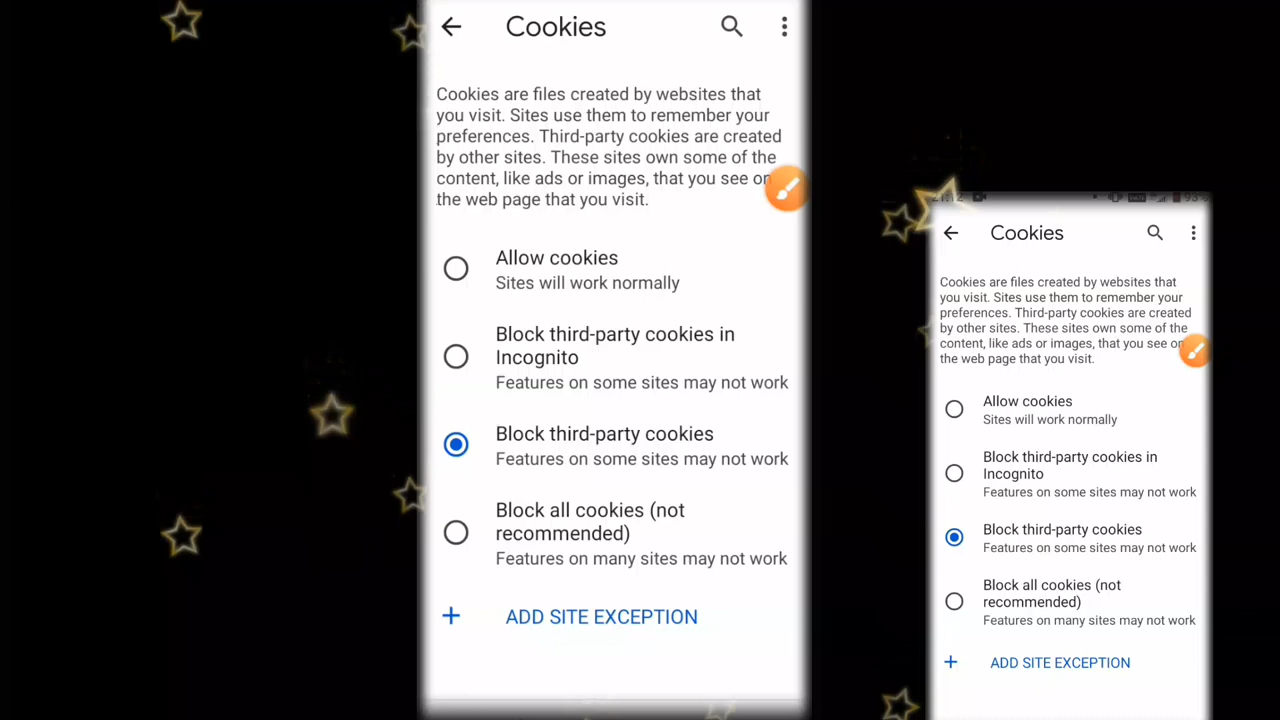 Cookies
Cookies are files created by websites that
you visit. Sites use them to remember your
preferences. Third-party cookies are created
by other sites. These sites own some of the
content, like ads or images, that you see on
the web page that you visit.
Allow cookies
Sites will work normally
Block third-party cookies in
Incognito
Features on some sites may not work
Block third-party cookies
Features on some sites may not work
Block all cookies (not
recommended)
Features on many sites may not work
+ ADD SITE EXCEPTION
21:12 93%
Cookies
Cookies are files created by websites that
you visit. Sites use them to remember your
preferences. Third-party cookies are created
by other sites. These sites own some of the
content, like ads or images, that you see on
the web page that you visit.
Allow cookies
Sites will work normally
Block third-party cookies in
Incognito
Features on some sites may not work
Block third-party cookies
Features on some sites may not work
Block all cookies (not
recommended)
Features on many sites may not work
+ ADD SITE EXCEPTION